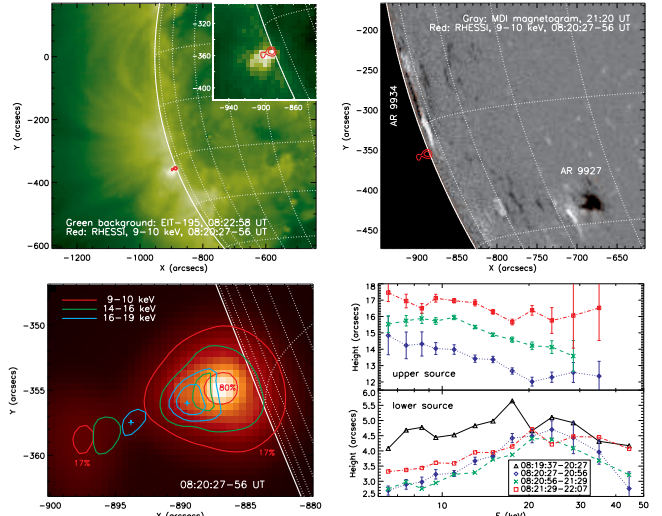 -320
-340
-360
-380
-940
-900
-860
0
-200
-400
-600
Y (arcsecs)
Green background: EIT-195, 08:22:58 UT
Red: RHESSI, 9-10 keV, 08:20:27-56 UT
-1200
-1000
-800
-600
X (arcsecs)
Gray: MDI magnetogram, 21:20 UT
Red: RHESSI, 9-10 keV, 08:20:27-56 UT
-200
-250
-300
-350
-400
-450
Y (arcsecs)
AR 9934
AR 9927
-900
-850
-800
-750
-700
-650
X (arcsecs)
9-10 keV
14-16 keV
16-19 keV
-350
-355
-360
Y (arcsecs)
80%
17%
17%
08:20:27-56 UT
-900
-895
-890
-885
-880
X (arcsecs)
18
17
16
15
14
13
12
Height (arcsec)
upper source
5.5
5.0
4.5
4.0
3.5
3.0
2.5
Height (arcsec)
lower source
08:19:37-20:27
08:20:27-20:56
08:20:56-21:29
08:21:29-22:07
10
20
30
40
50
(keV)